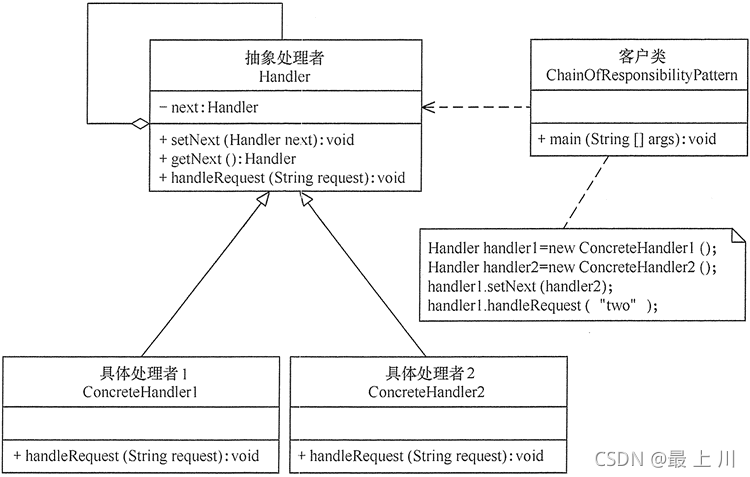 抽象处理者
Handler
- next:Handler
+ setNext (Handler next):void
+ getNext ():Handler
+ handleRequest (String request):void
客户类
ChainOfResponsibilityPattern
+ main (String [] args):void
Handler handler1=new ConcreteHandler1 ();
Handler handler2=new ConcreteHandler2 ();
handler1.setNext (handler2);
handler1.handleRequest ( "two" );
具体处理者1
ConcreteHandler1
+ handleRequest (String request):void
具体处理者2
ConcreteHandler2
+ handleRequest (String request):void
CSDN @最 上 川